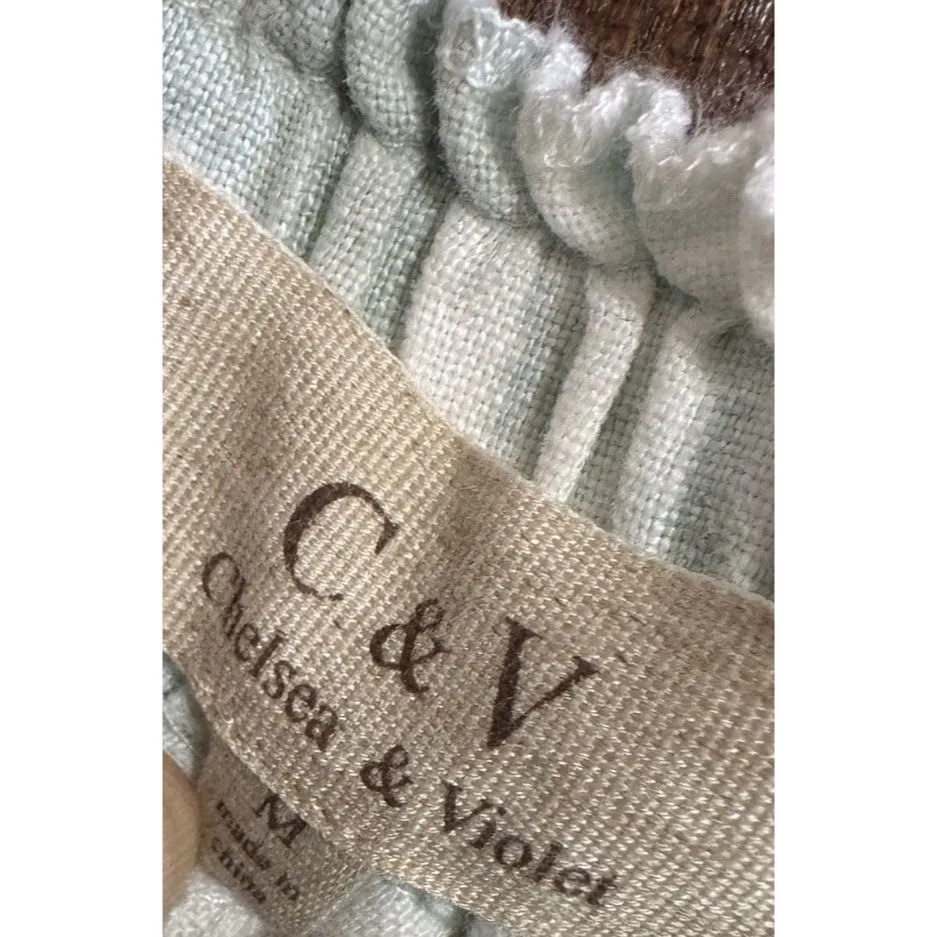 C & V
Chelsea & Violet
M
made in
china